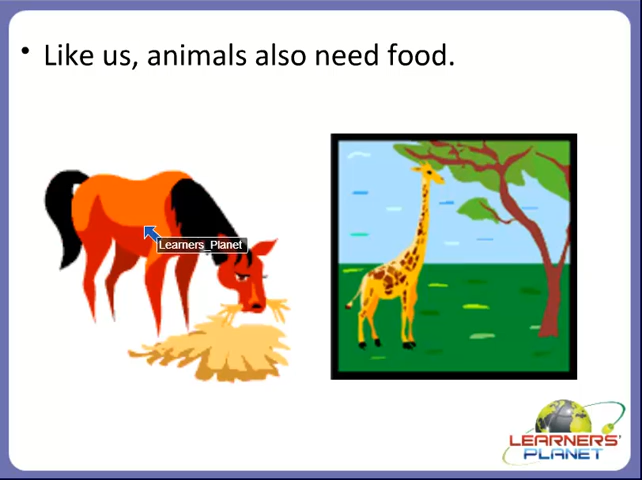 • Like us, animals also need food.
Learners_Planet
LEARNERS'
PLANET